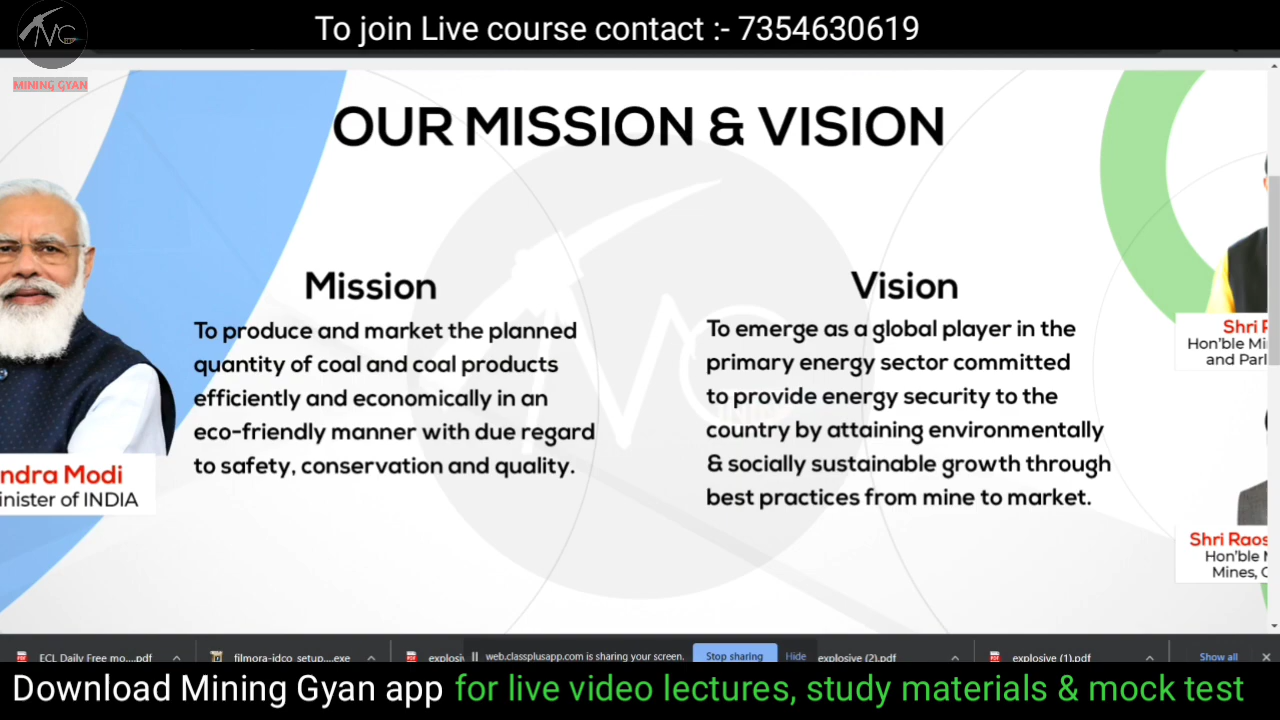 To join Live course contact :- 7354630619
MINING GYAN
OUR MISSION & VISION
Mission
To produce and market the planned
quantity of coal and coal products
efficiently and economically in an
eco-friendly manner with due regard
to safety, conservation and quality.
Vision
To emerge as a global player in the
primary energy sector committed
to provide energy security to the
country by attaining environmentally
& socially sustainable growth through
best practices from mine to market.
ndra Modi
inister of INDIA
Shri
Hon'ble
and
Shri
Hon'ble
Mines,
ECL Daily Free mo....pdf
filmora-idco_setup....exe
web.classplusapp.com is sharing your screen.
Stop sharing
Hide
explosive (2).pdf
explosive (1).pdf
Show all
Download Mining Gyan app for live video lectures, study materials & mock test